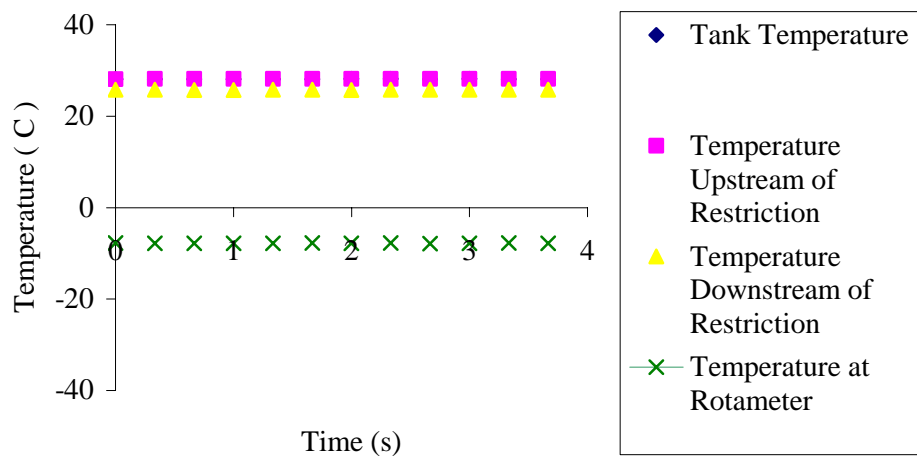 40
20
0
-20
-40
0
1
2
3
4
Temperature ( C )
Time (s)
Tank Temperature
Temperature
Upstream of
Restriction
Temperature
Downstream of
Restriction
Temperature at
Rotameter